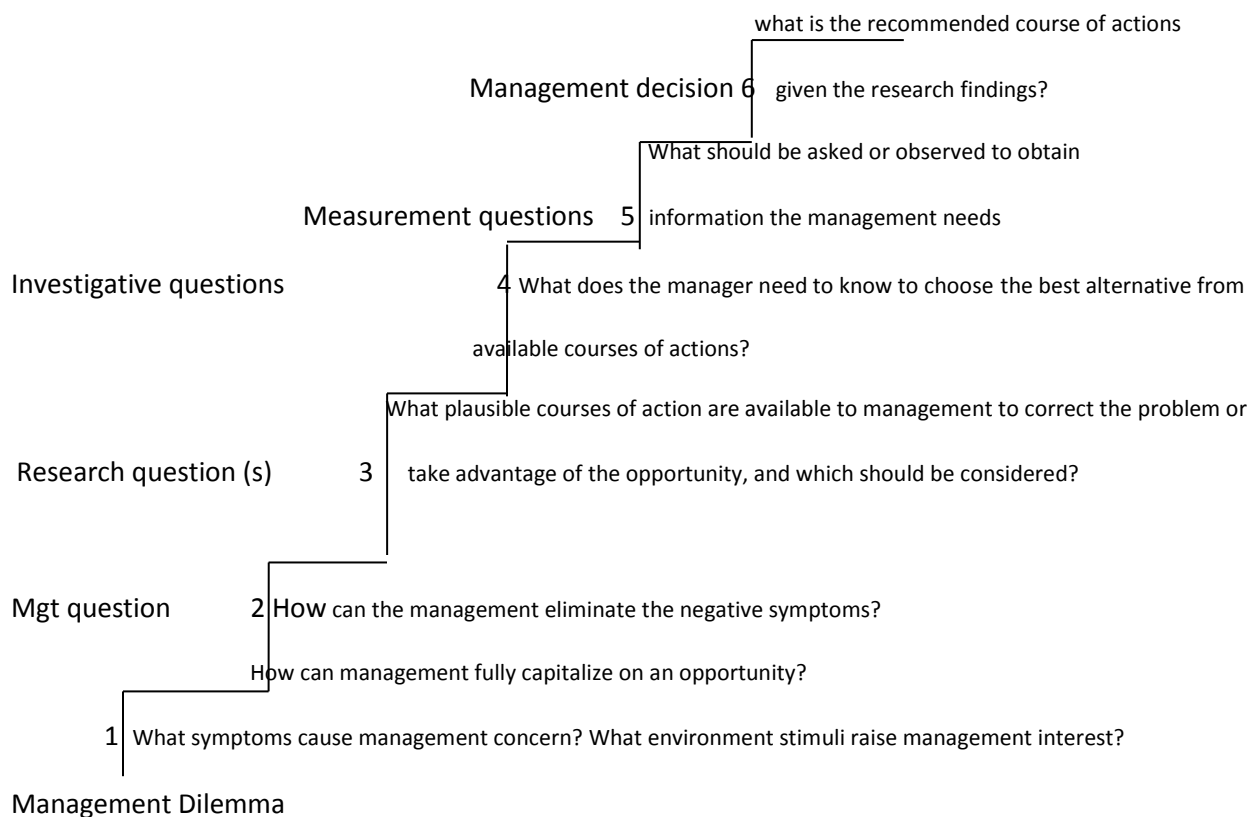 what is the recommended course of actions
Management decision 6 given the research findings?
What should be asked or observed to obtain
Measurement questions 5 information the management needs
Investigative questions 4 What does the manager need to know to choose the best alternative from
available courses of actions?
What plausible courses of action are available to management to correct the problem or
Research question (s) 3 take advantage of the opportunity, and which should be considered?
Mgt question 2 How can the management eliminate the negative symptoms?
How can management fully capitalize on an opportunity?
1 What symptoms cause management concern? What environment stimuli raise management interest?
Management Dilemma